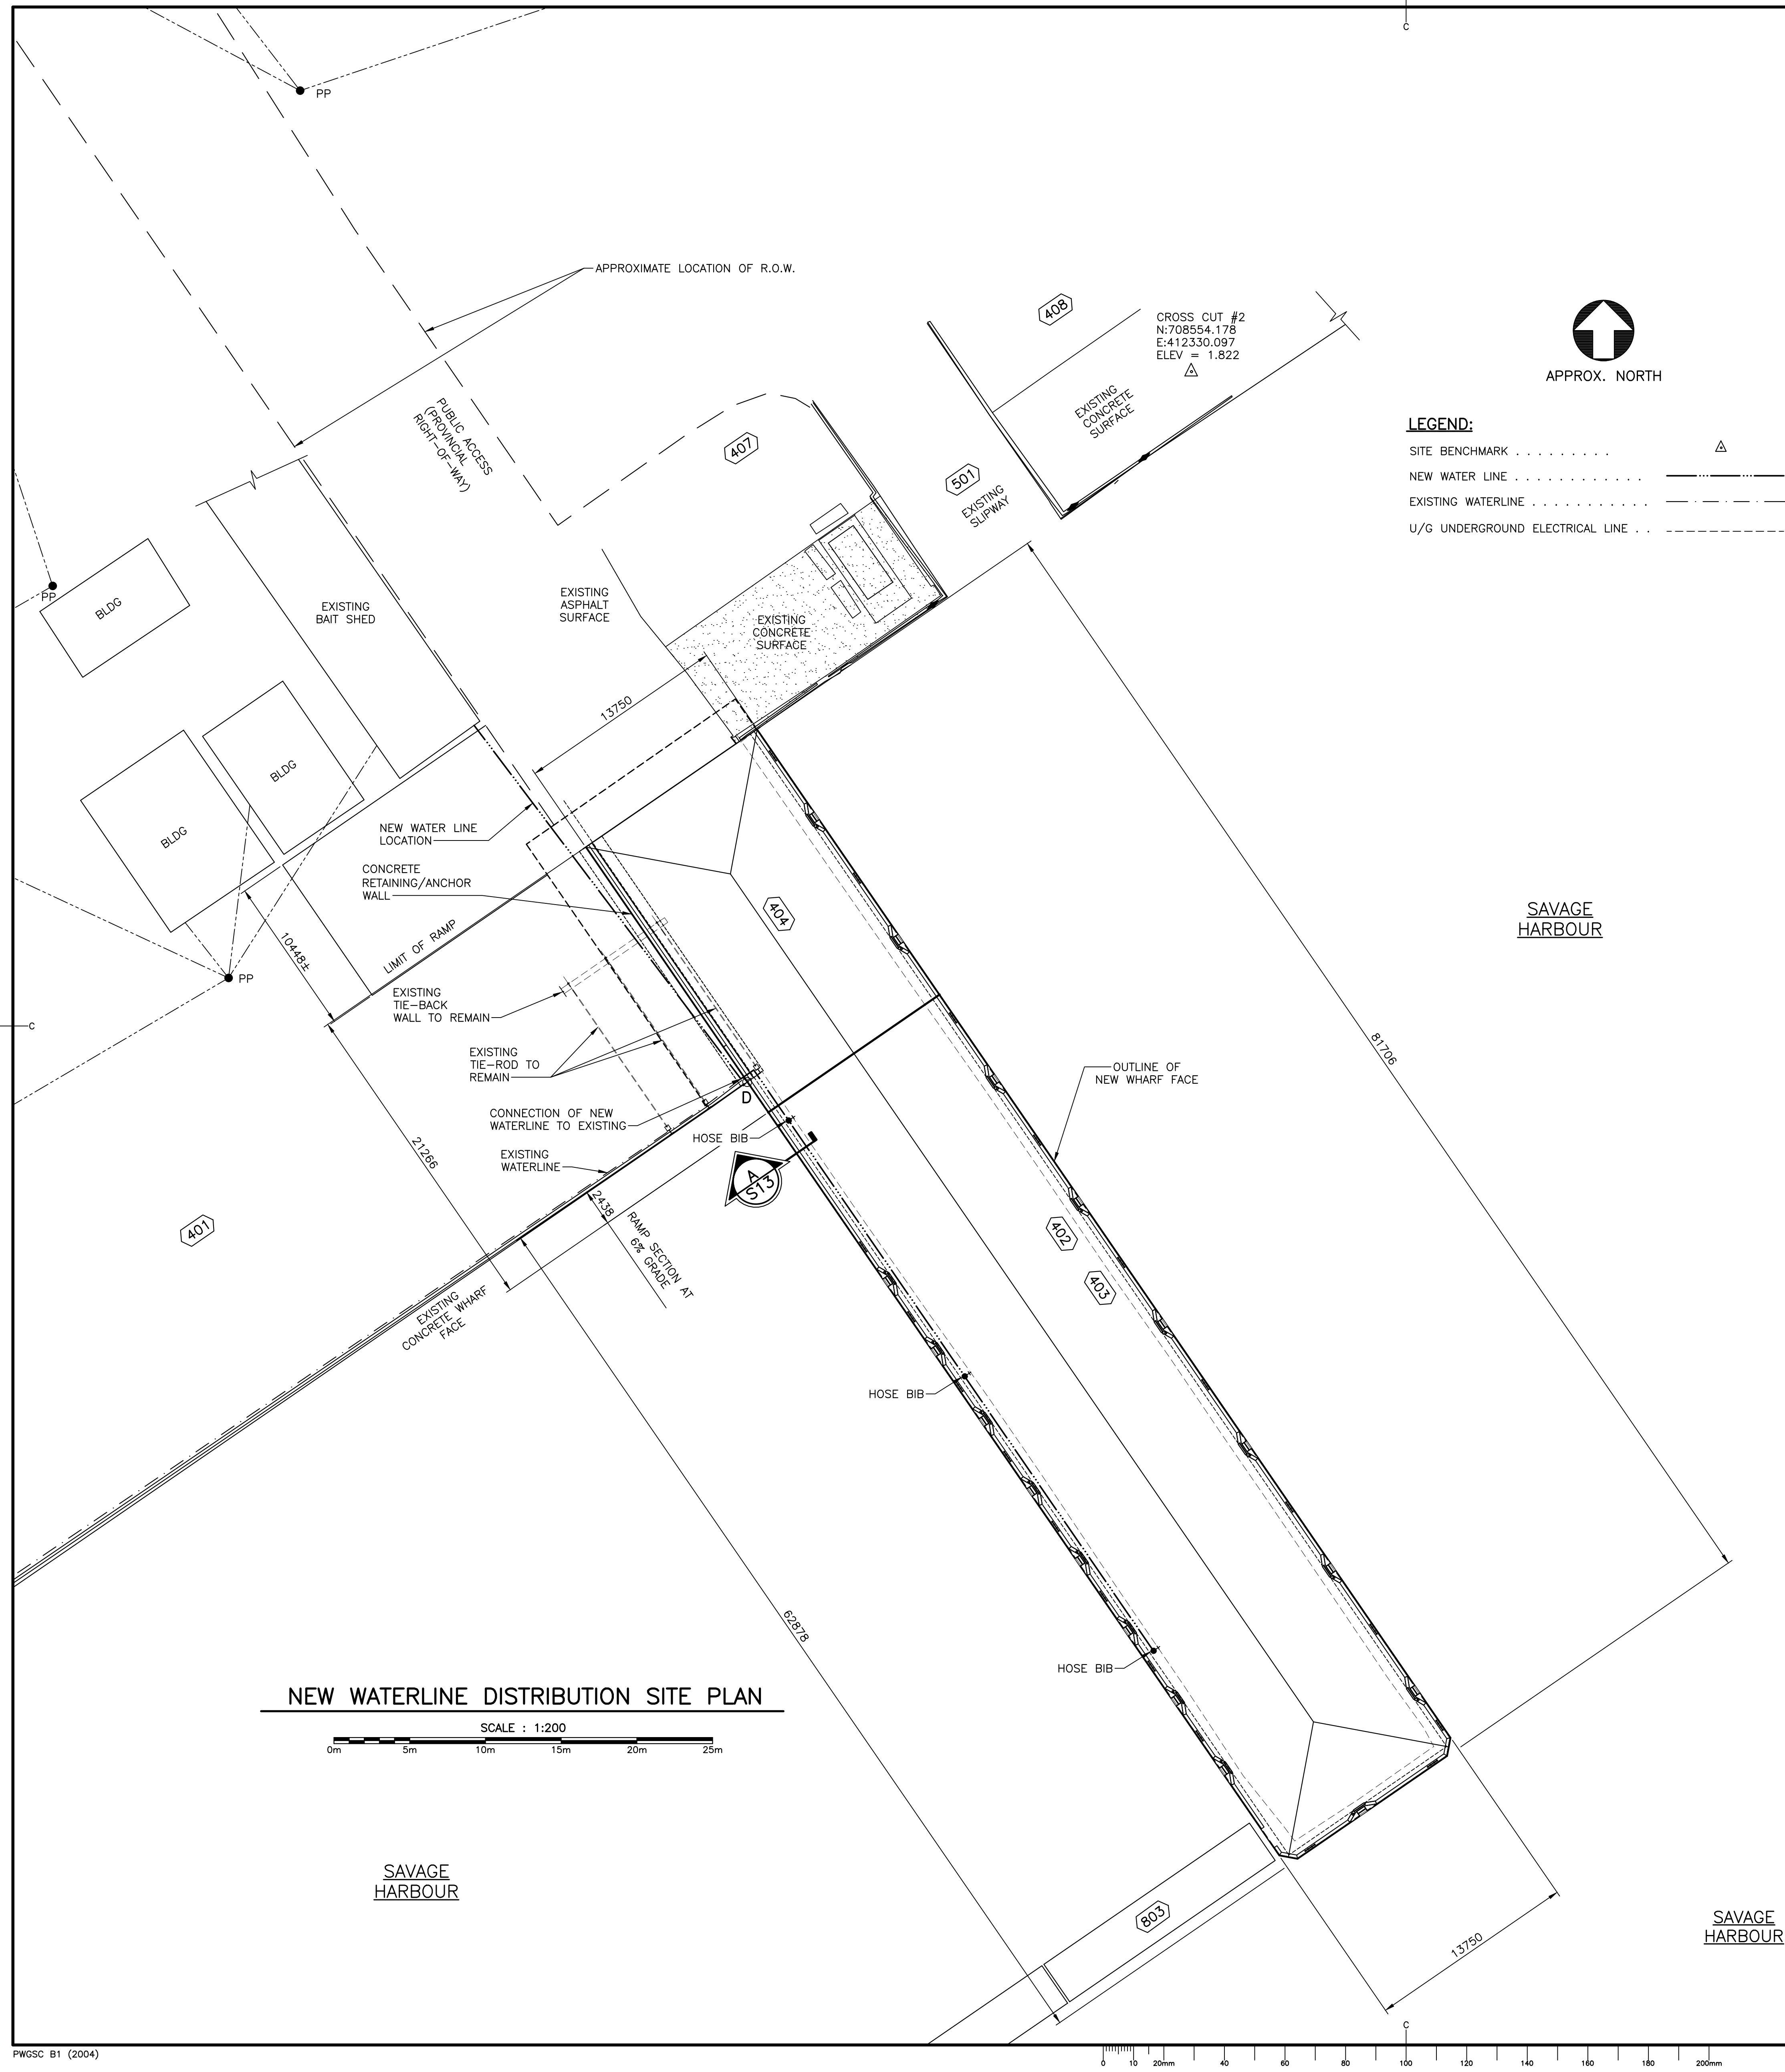 C
PP
APPROXIMATE LOCATION OF R.O.W.
408
CROSS CUT #2
N:708554.178
E:412330.097
ELEV = 1.822
APPROX. NORTH
PUBLIC ACCESS
(PROVINCIAL
RIGHT-OF-WAY)
407
EXISTING
CONCRETE
SURFACE
LEGEND:
SITE BENCHMARK . . . . . . . . .
NEW WATER LINE . . . . . . . . . . . .
EXISTING WATERLINE . . . . . . . . . . .
U/G UNDERGROUND ELECTRICAL LINE . .
501
EXISTING
SLIPWAY
PP
BLDG
EXISTING
BAIT SHED
EXISTING
ASPHALT
SURFACE
EXISTING
CONCRETE
SURFACE
13750
BLDG
BLDG
NEW WATER LINE
LOCATION
CONCRETE
RETAINING/ANCHOR
WALL
404
SAVAGE
HARBOUR
10448±
LIMIT OF RAMP
PP
EXISTING
TIE-BACK
WALL TO REMAIN
C
EXISTING
TIE-ROD TO
REMAIN
81706
OUTLINE OF
NEW WHARF FACE
D
CONNECTION OF NEW
WATERLINE TO EXISTING
HOSE BIB
21266
EXISTING
WATERLINE
A
S13
2438
RAMP SECTION AT
6% GRADE
401
402
403
EXISTING
CONCRETE WHARF
FACE
HOSE BIB
62878
HOSE BIB
NEW WATERLINE DISTRIBUTION SITE PLAN
SCALE : 1:200
0m 5m 10m 15m 20m 25m
SAVAGE
HARBOUR
803
13750
SAVAGE
HARBOUR
C
PWGSC B1 (2004)
0 10 20mm 40 60 80 100 120 140 160 180 200mm